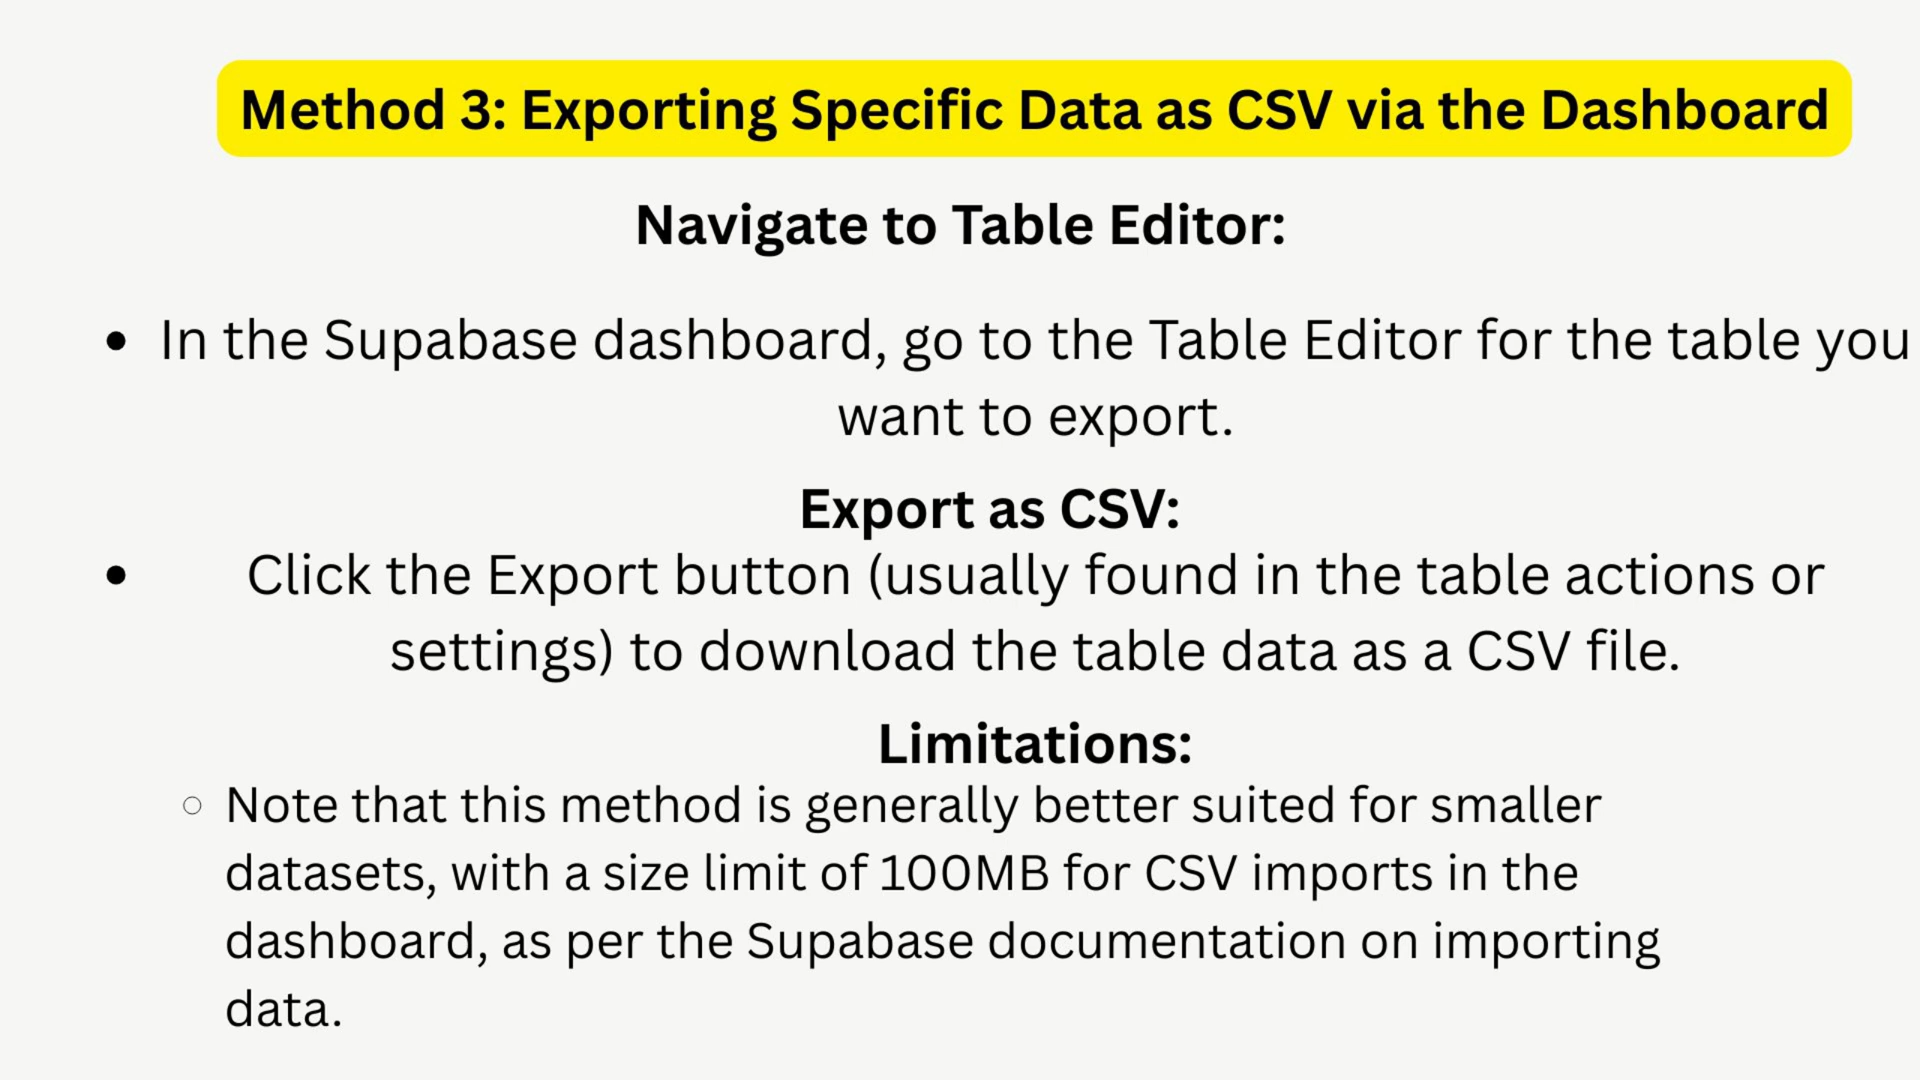 Method 3: Exporting Specific Data as CSV via the Dashboard
Navigate to Table Editor:
• In the Supabase dashboard, go to the Table Editor for the table you
want to export.
Export as CSV:
• Click the Export button (usually found in the table actions or
settings) to download the table data as a CSV file.
Limitations:
○ Note that this method is generally better suited for smaller
datasets, with a size limit of 100MB for CSV imports in the
dashboard, as per the Supabase documentation on importing
data.